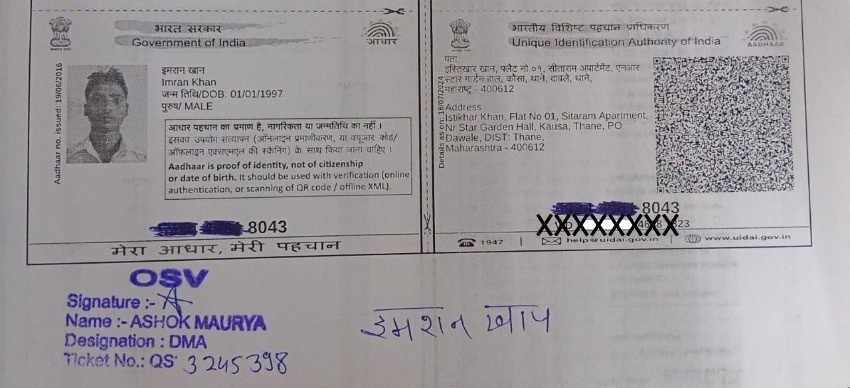 भारत सरकार
Government of India
आधार
Aadhaar no. issued: 19/06/2016
इमरान खान
Imran Khan
जन्म तिथि/DOB: 01/01/1997
पुरुष/ MALE
आधार पहचान का प्रमाण है, नागरिकता या जन्मतिथि का नहीं ।
इसका उपयोग सत्यापन (ऑनलाइन प्रमाणीकरण, या क्यूआर कोड/
ऑफलाइन एक्सएमएल की स्कैनिंग) के साथ किया जाना चाहिए ।
Aadhaar is proof of identity, not of citizenship
or date of birth. It should be used with verification (online
authentication, or scanning of QR code / offline XML).
8043
मेरा आधार, मेरी पहचान
भारतीय विशिष्ट पहचान प्राधिकरण
Unique Identification Authority of India
AADHAAR
Details as on: 18/07/2024
पता:
इस्तिखार खान, फ्लैट नो ०१, सीताराम अपार्टमेंट, एनआर
स्टार गार्डन हाल, कौसा, थाने, दावले, थाने,
महाराष्ट्र - 400612
Address
Istikhar Khan, Flat No 01, Sitaram Apartment,
Nr Star Garden Hall, Kausa, Thane, PO:
Dawale, DIST: Thane,
Maharashtra - 400612
8043
1947 | help@uidai.gov.in | www.uidai.gov.in
OSV
Signature :-
Name :- ASHOK MAURYA
Designation : DMA
Ticket No.: QS 3245398
इमरान खान